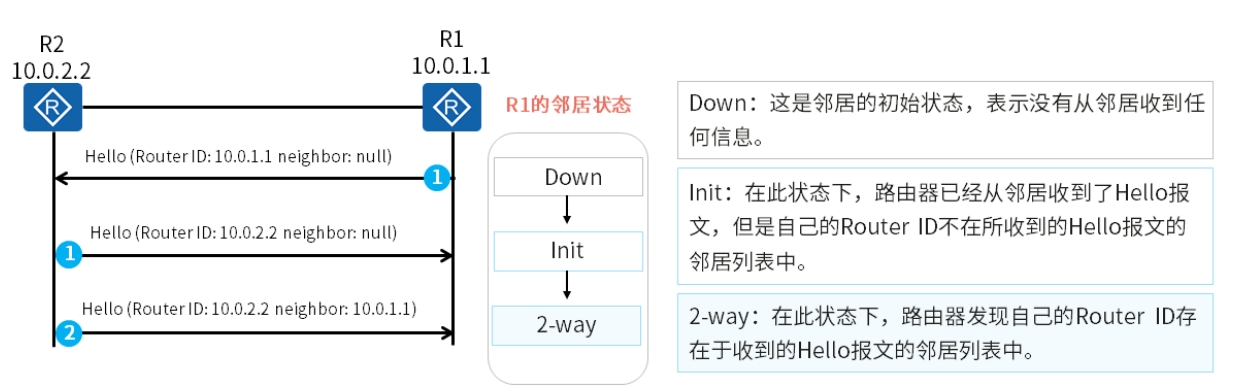 R2
10.0.2.2
R1
10.0.1.1
R
R
R1的邻居状态
Hello (Router ID: 10.0.1.1 neighbor: null)
1
Hello (Router ID: 10.0.2.2 neighbor: null)
1
Hello (Router ID: 10.0.2.2 neighbor: 10.0.1.1)
2
Down
Init
2-way
Down：这是邻居的初始状态，表示没有从邻居收到任
何信息。
Init：在此状态下，路由器已经从邻居收到了Hello报
文，但是自己的Router ID不在所收到的Hello报文的
邻居列表中。
2-way：在此状态下，路由器发现自己的Router ID存
在于收到的Hello报文的邻居列表中。